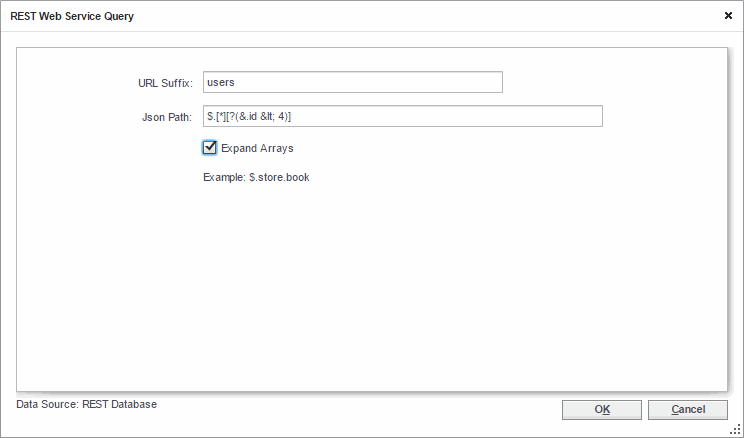 REST Web Service Query
URL Suffix: users
Json Path: $.[*][?(&.id &lt; 4)]
Expand Arrays
Example: $.store.book
Data Source: REST Database
OK Cancel